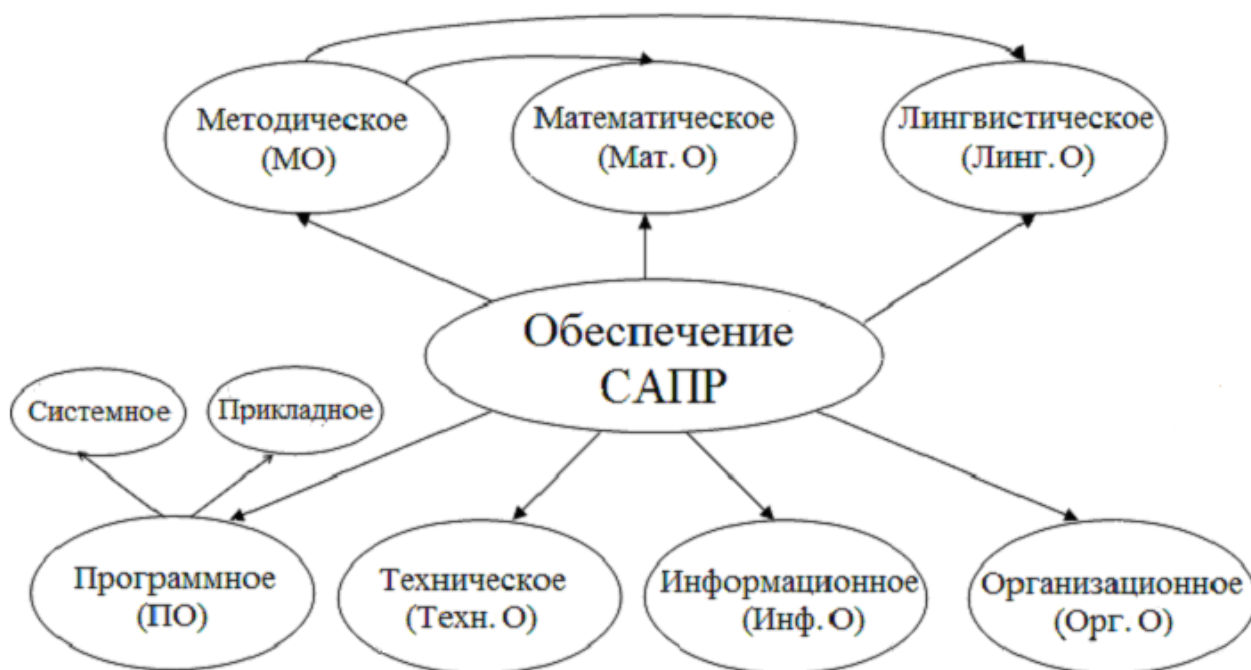 Методическое
(МО)
Математическое
(Мат. О)
Лингвистическое
(Линг. О)
Обеспечение
САПР
Системное
Прикладное
Программное
(ПО)
Техническое
(Техн. О)
Информационное
(Инф. О)
Организационное
(Орг. О)